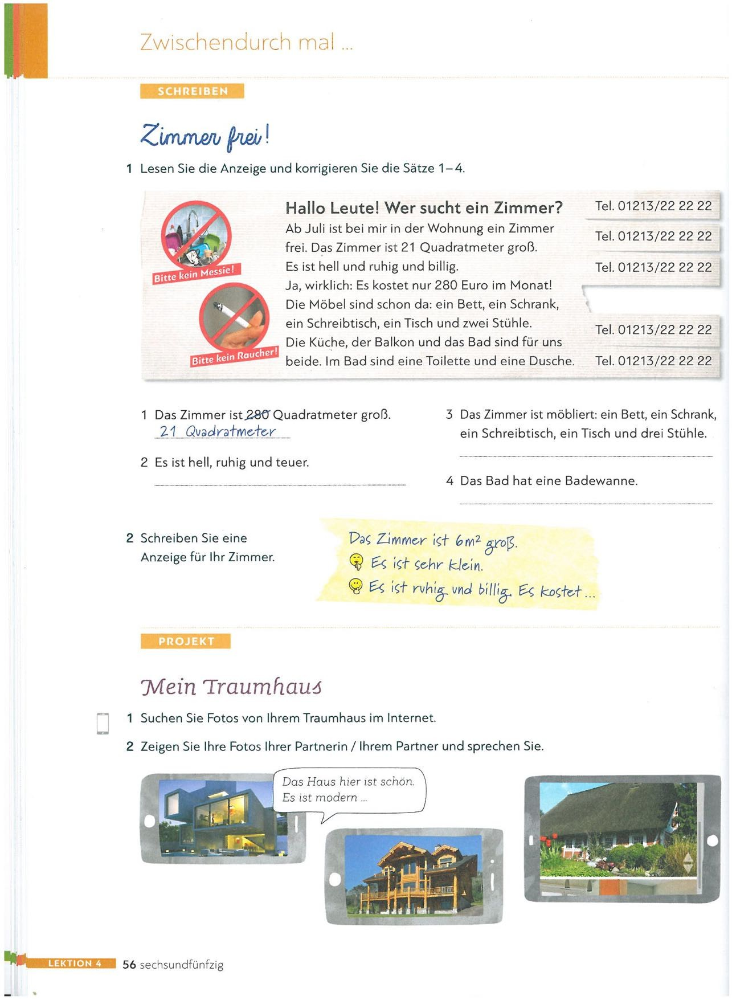 Zwischendurch mal ...
SCHREIBEN
Zimmer frei!
1 Lesen Sie die Anzeige und korrigieren Sie die Sätze 1–4.
Bitte kein Messie!
Bitte kein Raucher!
Hallo Leute! Wer sucht ein Zimmer?
Ab Juli ist bei mir in der Wohnung ein Zimmer
frei. Das Zimmer ist 21 Quadratmeter groß.
Es ist hell und ruhig und billig.
Ja, wirklich: Es kostet nur 280 Euro im Monat!
Die Möbel sind schon da: ein Bett, ein Schrank,
ein Schreibtisch, ein Tisch und zwei Stühle.
Die Küche, der Balkon und das Bad sind für uns
beide. Im Bad sind eine Toilette und eine Dusche.
Tel. 01213/22 22 22
Tel. 01213/22 22 22
Tel. 01213/22 22 22
Tel. 01213/22 22 22
Tel. 01213/22 22 22
1 Das Zimmer ist 280 Quadratmeter groß.
21 Quadratmeter
2 Es ist hell, ruhig und teuer.
3 Das Zimmer ist möbliert: ein Bett, ein Schrank,
ein Schreibtisch, ein Tisch und drei Stühle.
4 Das Bad hat eine Badewanne.
2 Schreiben Sie eine
Anzeige für Ihr Zimmer.
Das Zimmer ist 6m² groß.
Es ist sehr klein.
Es ist ruhig und billig. Es kostet ...
PROJEKT
Mein Traumhaus
1 Suchen Sie Fotos von Ihrem Traumhaus im Internet.
2 Zeigen Sie Ihre Fotos Ihrer Partnerin / Ihrem Partner und sprechen Sie.
Das Haus hier ist schön.
Es ist modern ...
LEKTION 4
56 sechsundfünfzig